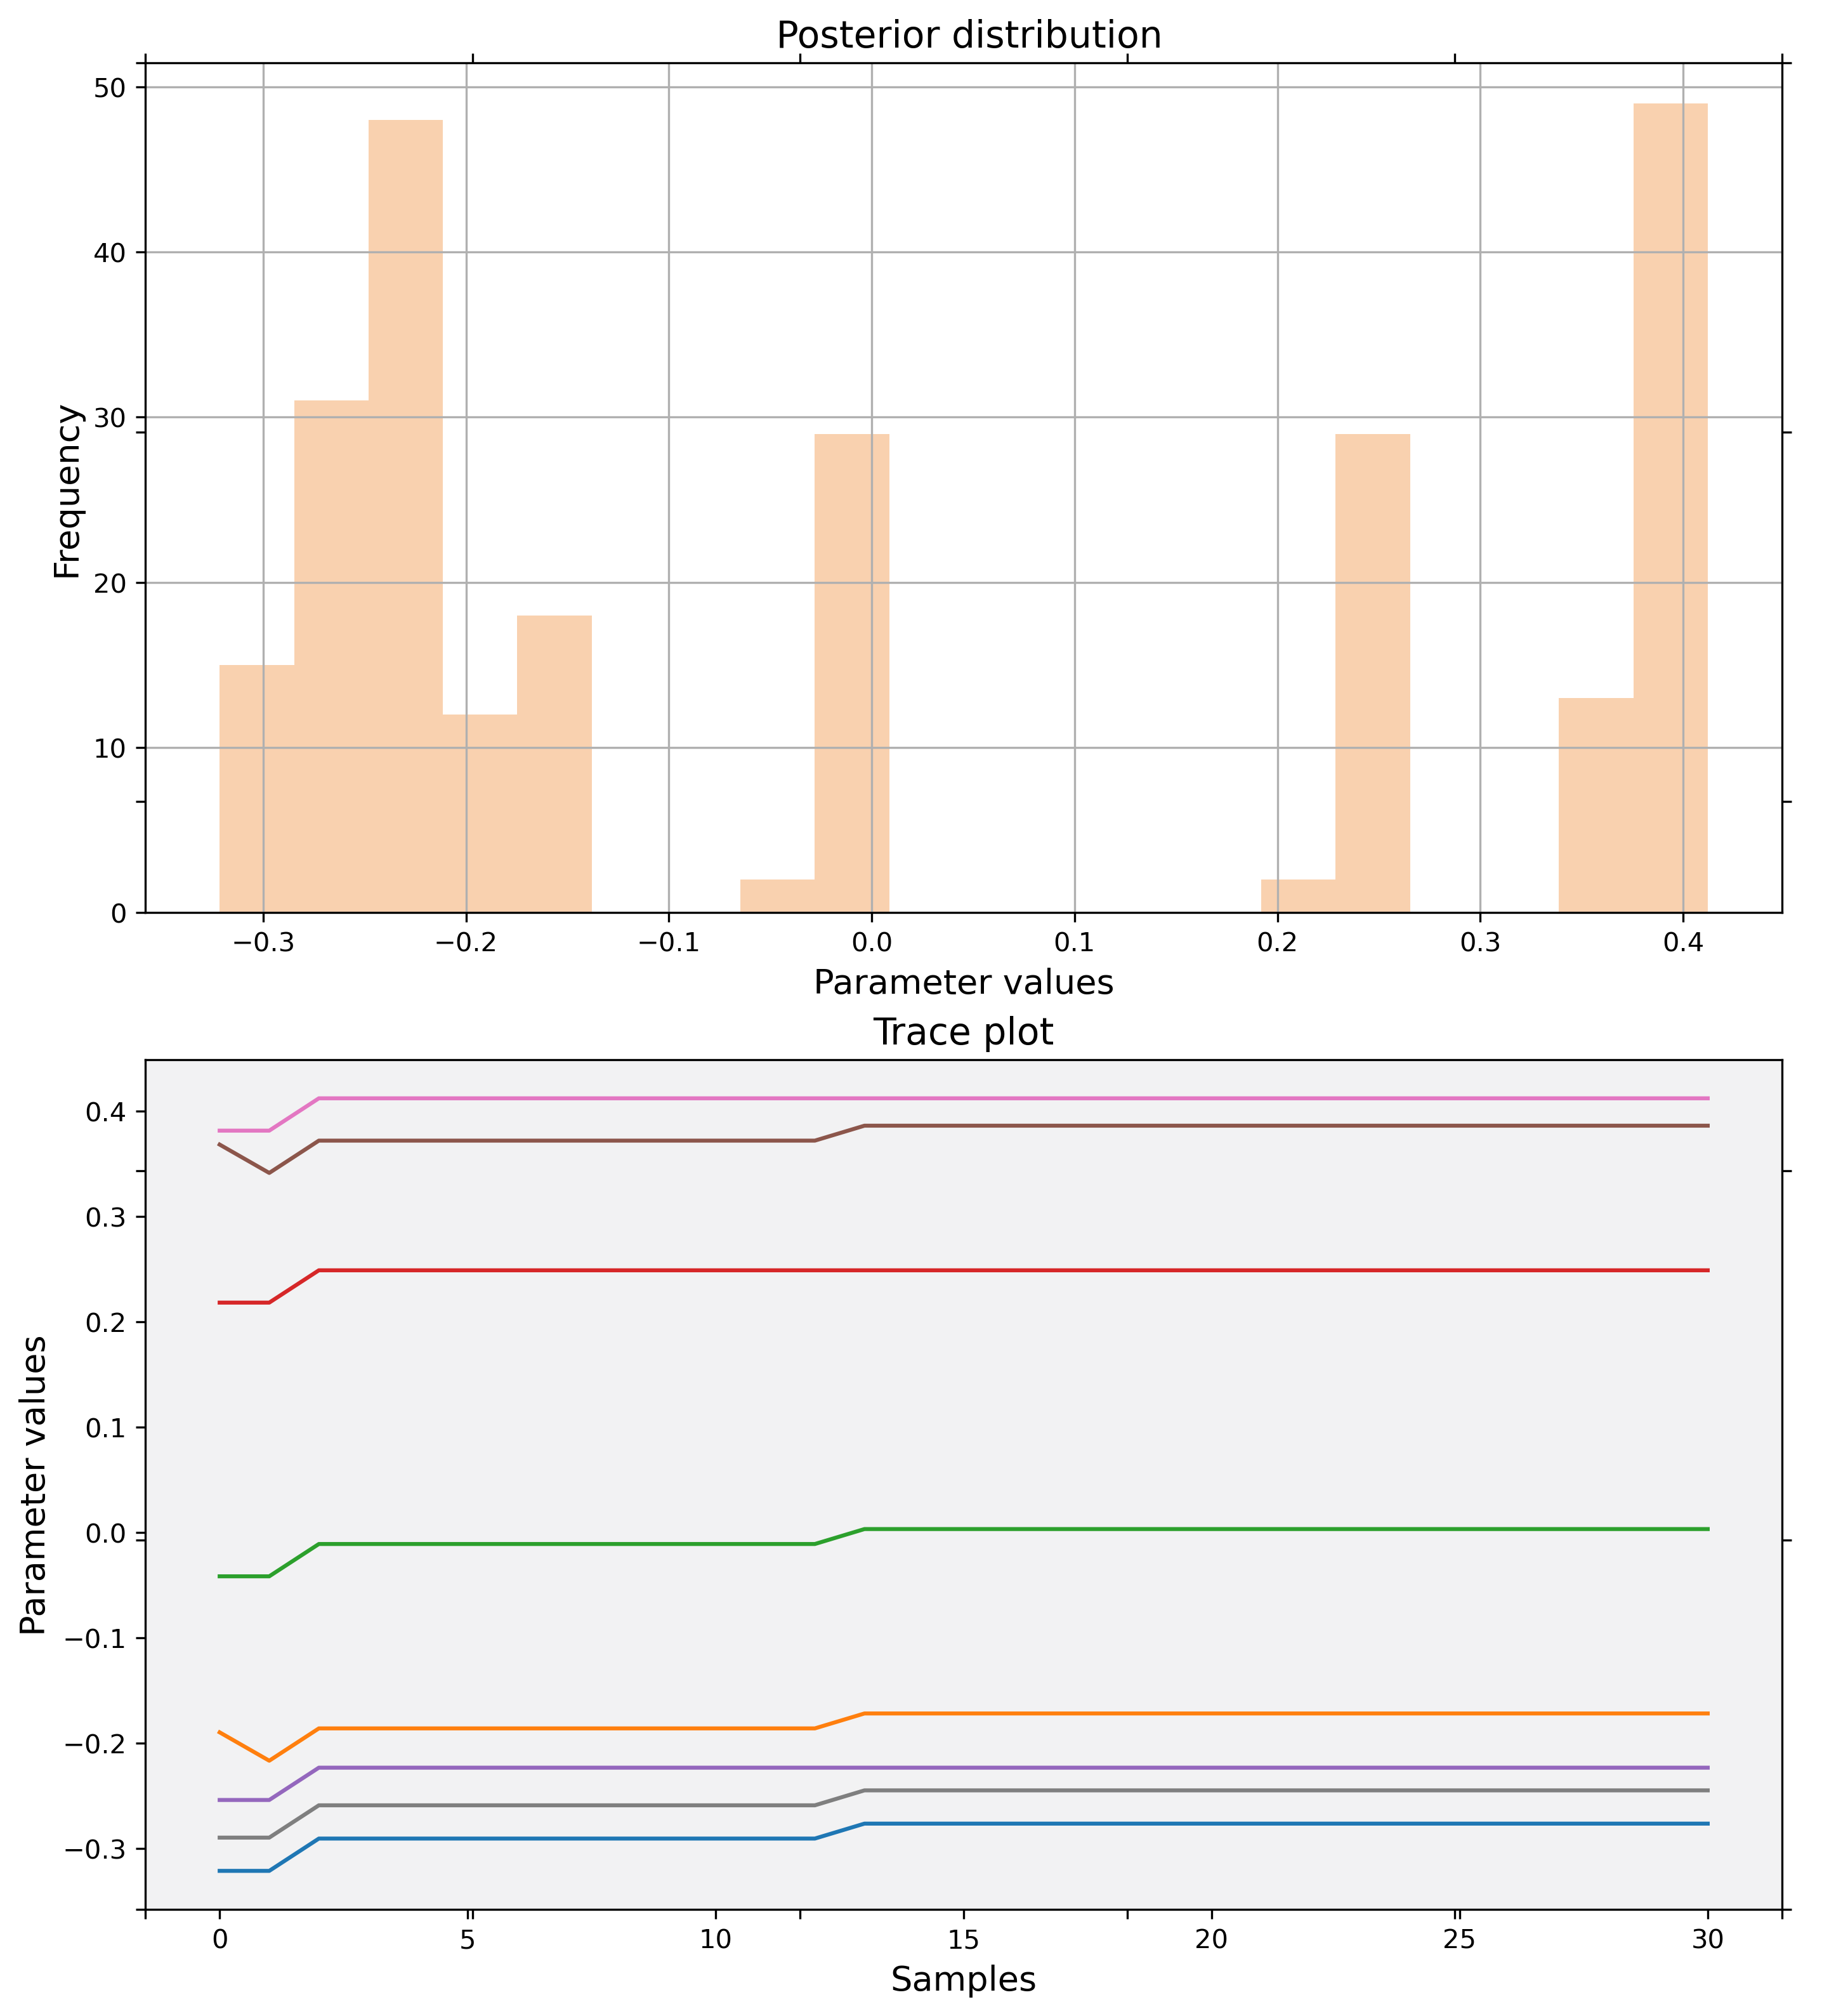 Posterior distribution
50
40
30
20
10
0
Frequency
−0.3 −0.2 −0.1 0.0 0.1 0.2 0.3 0.4
Parameter values
Trace plot
0.4
0.3
0.2
0.1
0.0
−0.1
−0.2
−0.3
Parameter values
0 5 10 15 20 25 30
Samples